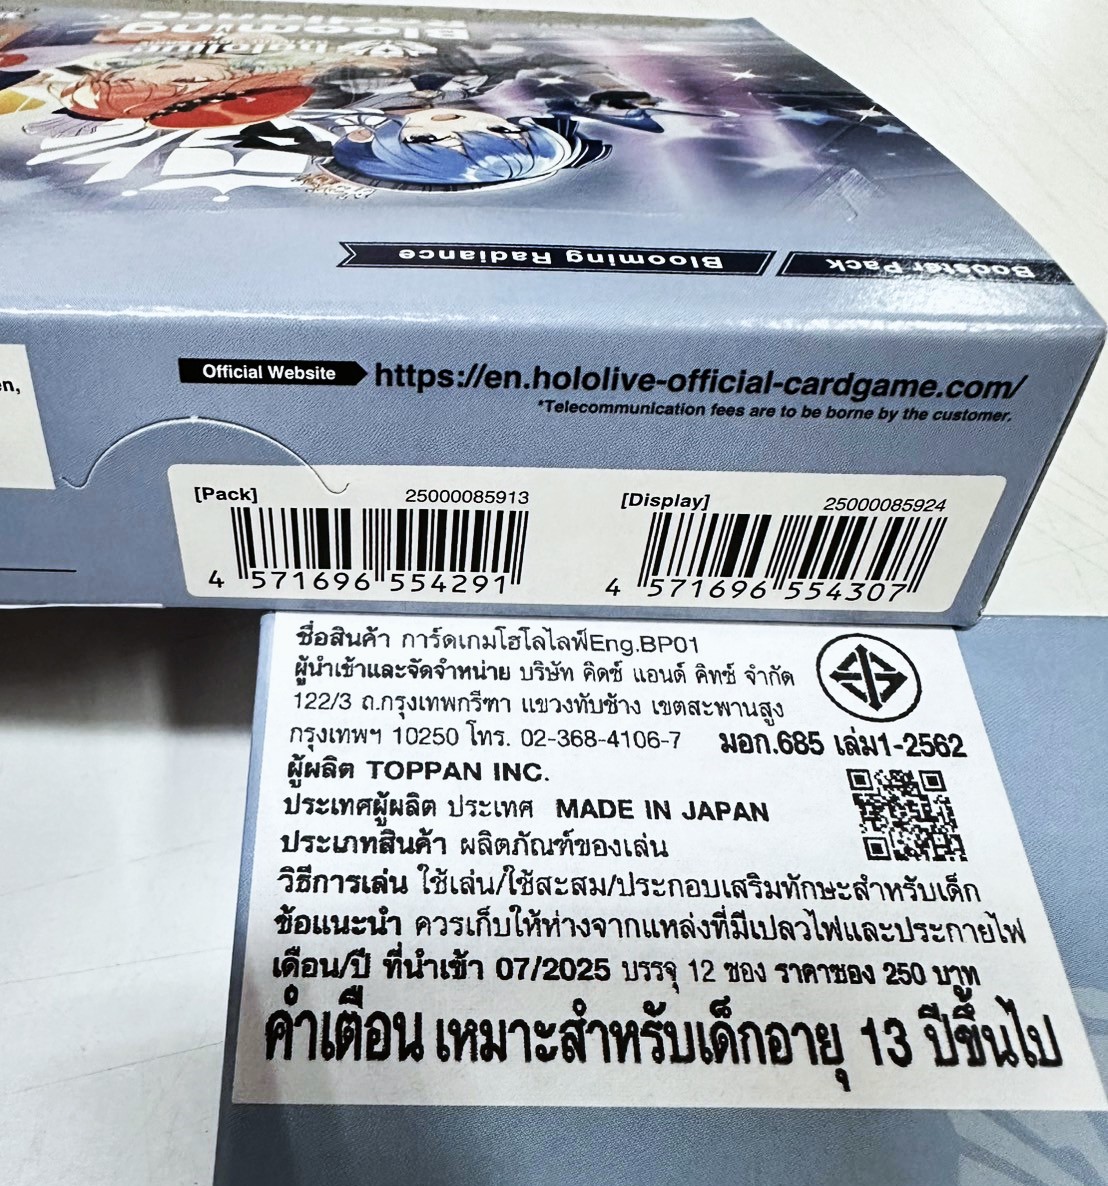 hololive
Blooming
Radiance
Booster Pack
Blooming Radiance
en,
Official Website
https://en.hololive-official-cardgame.com/
*Telecommunication fees are to be borne by the customer.
[Pack] 25000085913
4 571696 554291
[Display] 25000085924
4 571696 554307
ชื่อสินค้า การ์ดเกมโฮโลไลฟ์Eng.BP01
ผู้นำเข้าและจัดจำหน่าย บริษัท คิดซ์ แอนด์ คิทซ์ จำกัด
122/3 ถ.กรุงเทพกรีฑา แขวงทับช้าง เขตสะพานสูง
กรุงเทพฯ 10250 โทร. 02-368-4106-7
มอก.685 เล่ม1-2562
ผู้ผลิต TOPPAN INC.
ประเทศผู้ผลิต ประเทศ MADE IN JAPAN
ประเภทสินค้า ผลิตภัณฑ์ของเล่น
วิธีการเล่น ใช้เล่น/ใช้สะสม/ประกอบเสริมทักษะสำหรับเด็ก
ข้อแนะนำ ควรเก็บให้ห่างจากแหล่งที่มีเปลวไฟและประกายไฟ
เดือน/ปี ที่นำเข้า 07/2025 บรรจุ 12 ซอง ราคาซอง 250 บาท
คำเตือน เหมาะสำหรับเด็กอายุ 13 ปีขึ้นไป